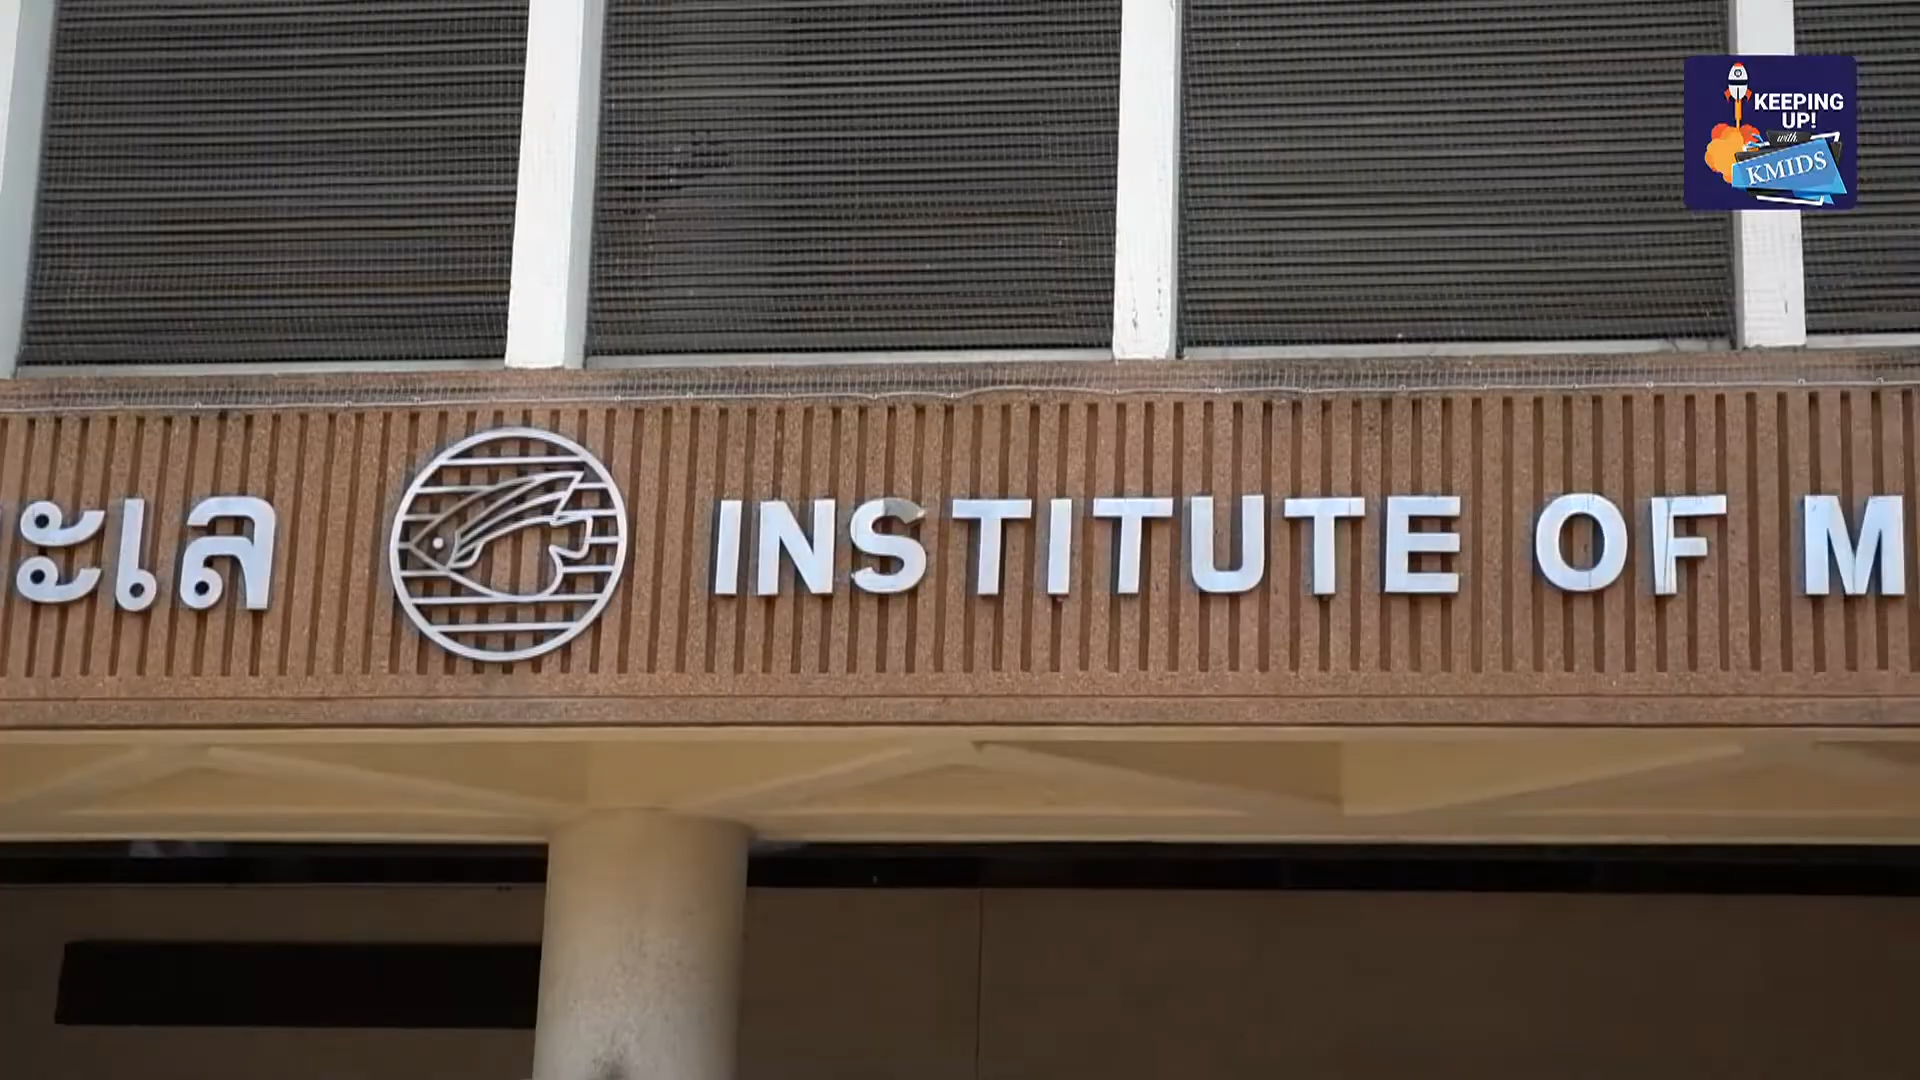 KEEPING
UP!
with
KMIDS
ะเล INSTITUTE OF M